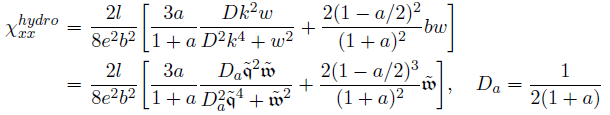 χ_{xx}^{hydro} = \frac{2l}{8e^2b^2} \left[ \frac{3a}{1+a} \frac{Dk^2w}{D^2k^4+w^2} + \frac{2(1-a/2)^2}{(1+a)^2} bw \right]
= \frac{2l}{8e^2b^2} \left[ \frac{3a}{1+a} \frac{D_a \tilde{𝔮}^2 \tilde{𝔴}}{D_a^2 \tilde{𝔮}^4 + \tilde{𝔴}^2} + \frac{2(1-a/2)^3}{(1+a)^2} \tilde{𝔴} \right], D_a = \frac{1}{2(1+a)}